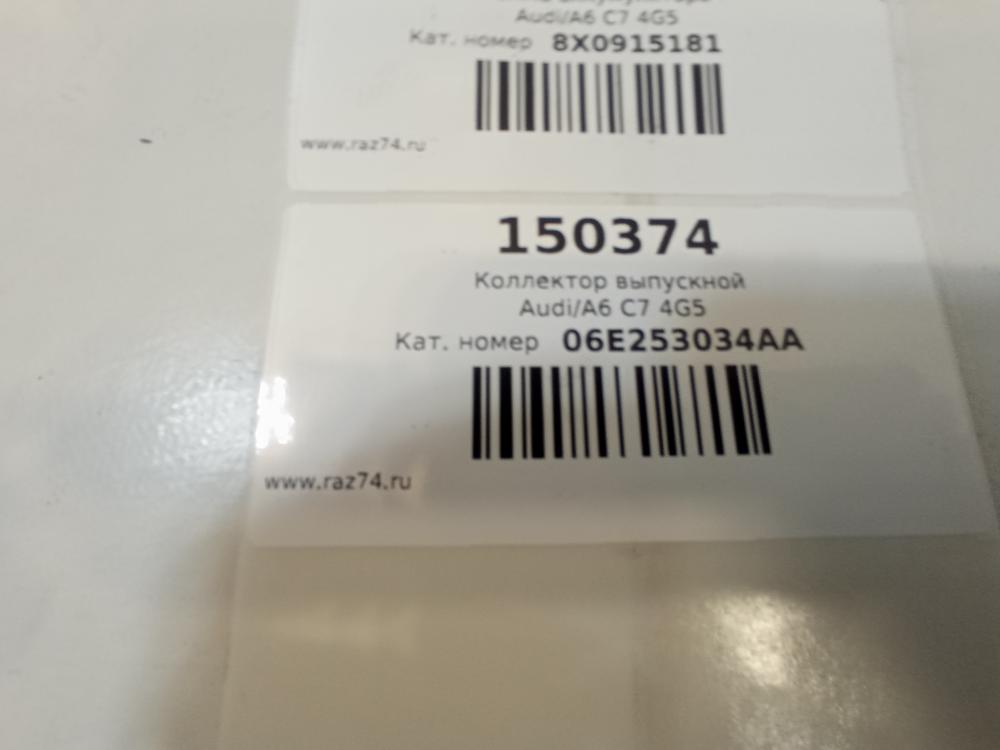 Audi/A6 C7 4G5
Кат. номер 8X0915181
www.raz74.ru
150374
Коллектор выпускной
Audi/A6 C7 4G5
Кат. номер 06E253034AA
www.raz74.ru